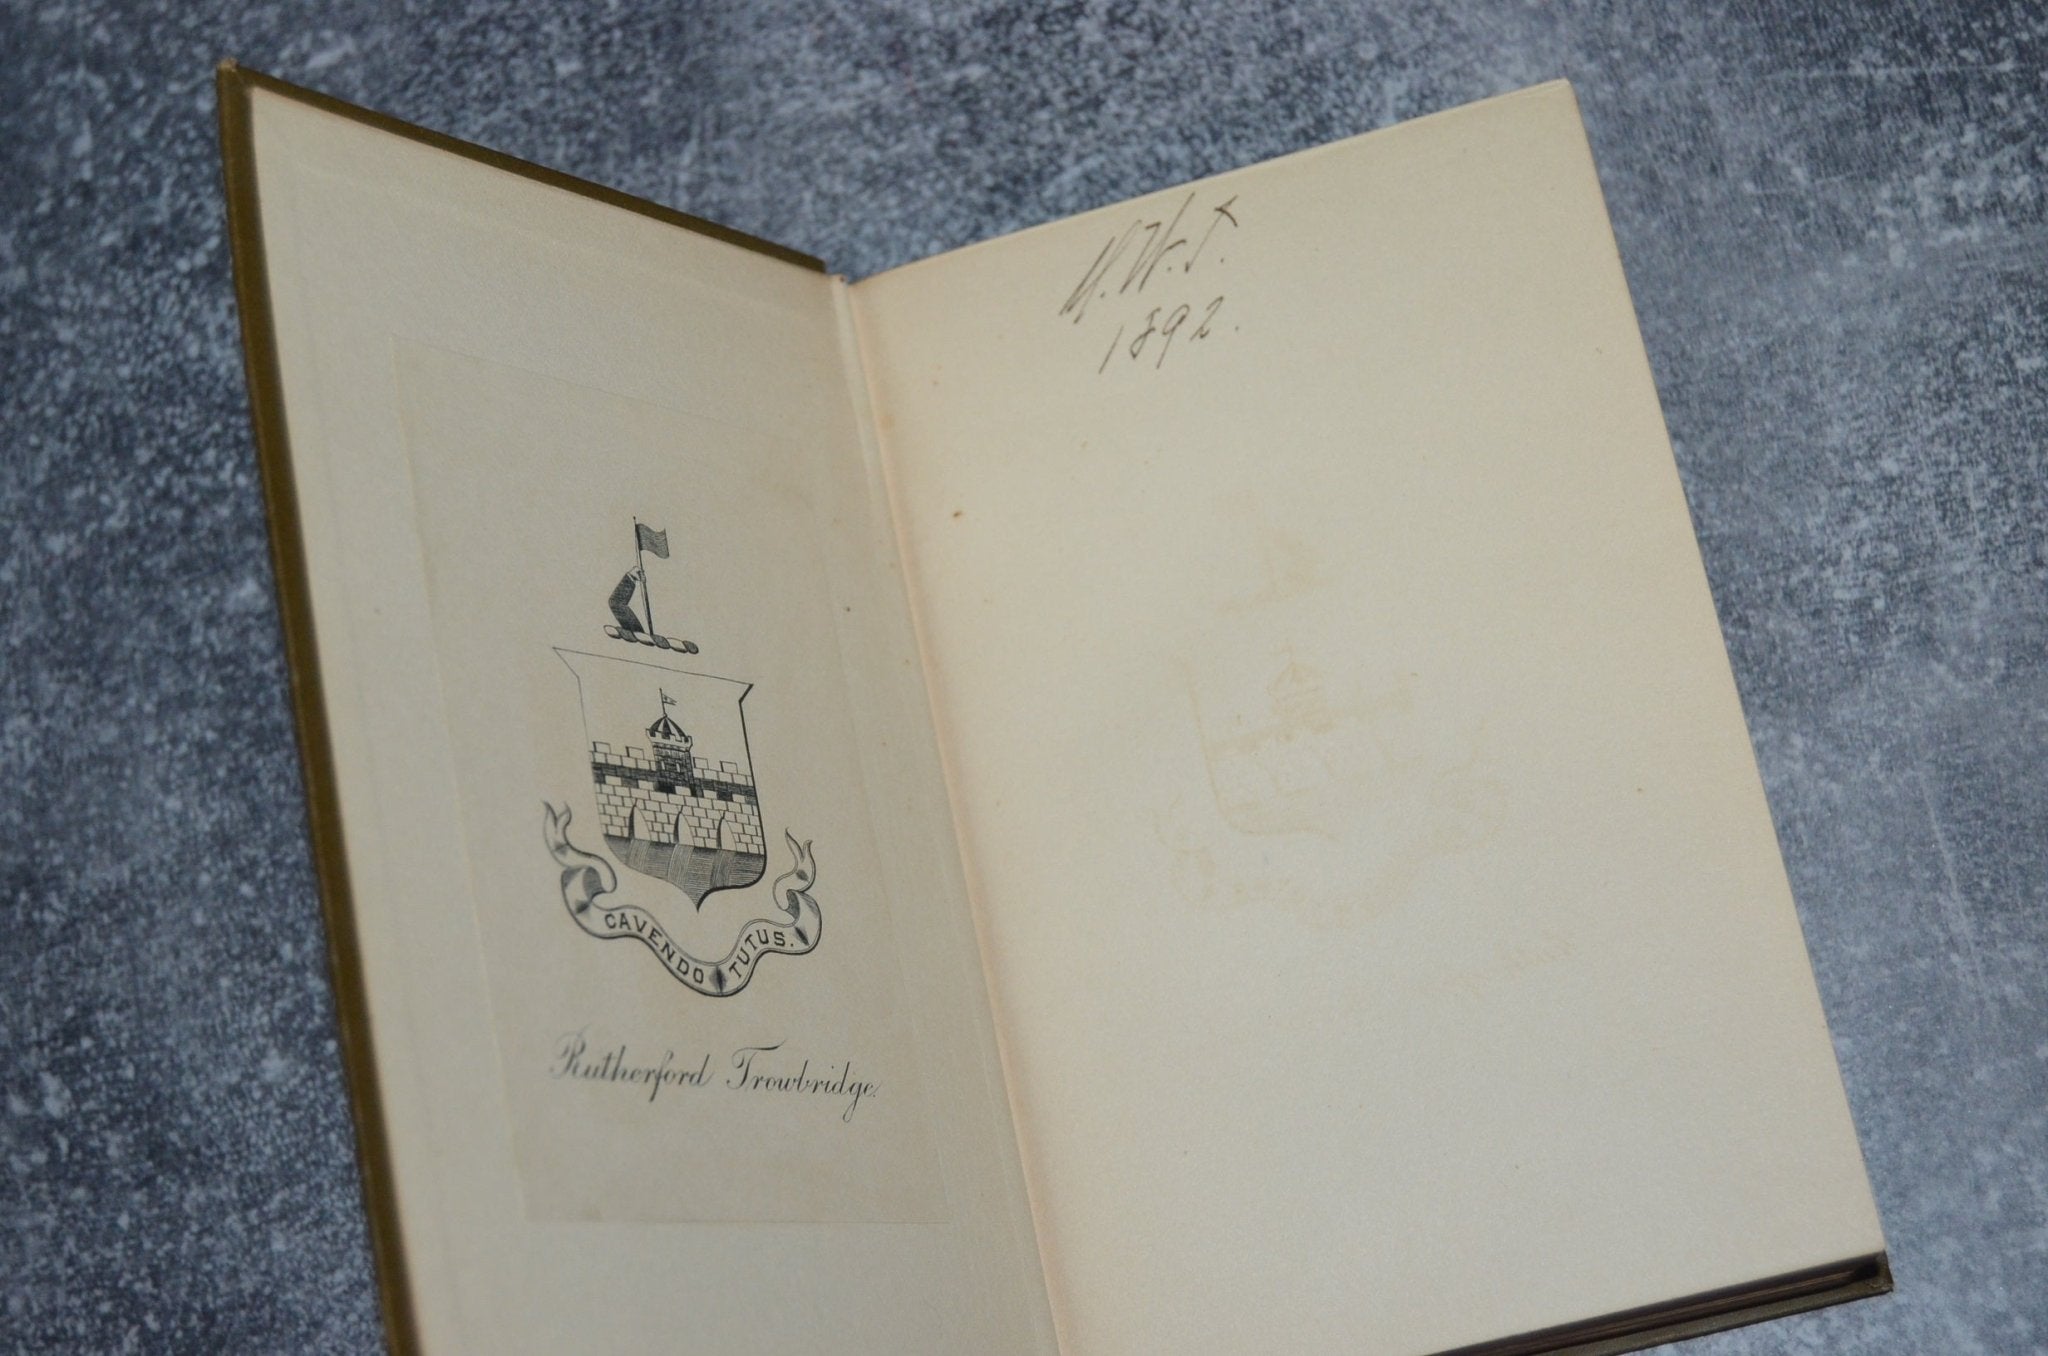 CAVENDO TUTUS.
Rutherford Trowbridge.
H. W. T.
1892.